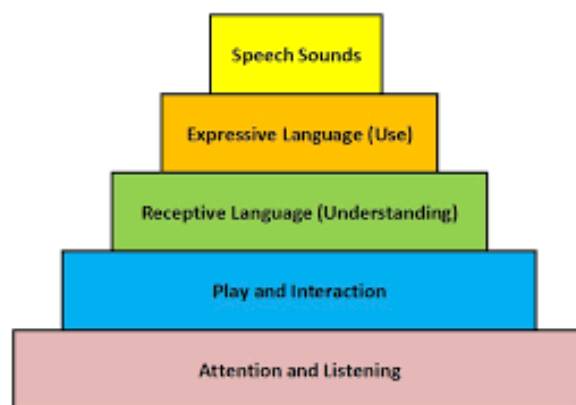 Speech Sounds
Expressive Language (Use)
Receptive Language (Understanding)
Play and Interaction
Attention and Listening